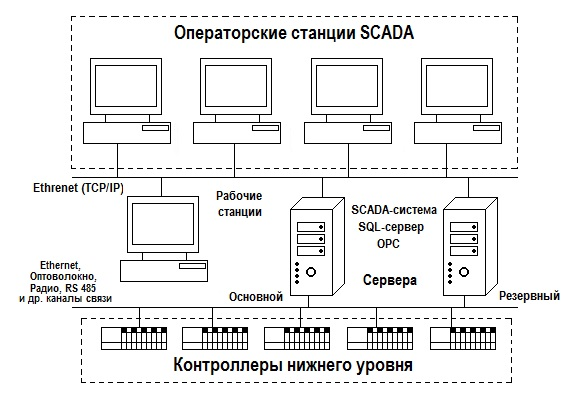 Операторские станции SCADA
Ethrenet (TCP/IP)
Рабочие
станции
SCADA-система
SQL-сервер
OPC
Ethernet,
Оптоволокно,
Радио, RS 485
и др. каналы связи
Сервера
Основной
Резервный
Контроллеры нижнего уровня